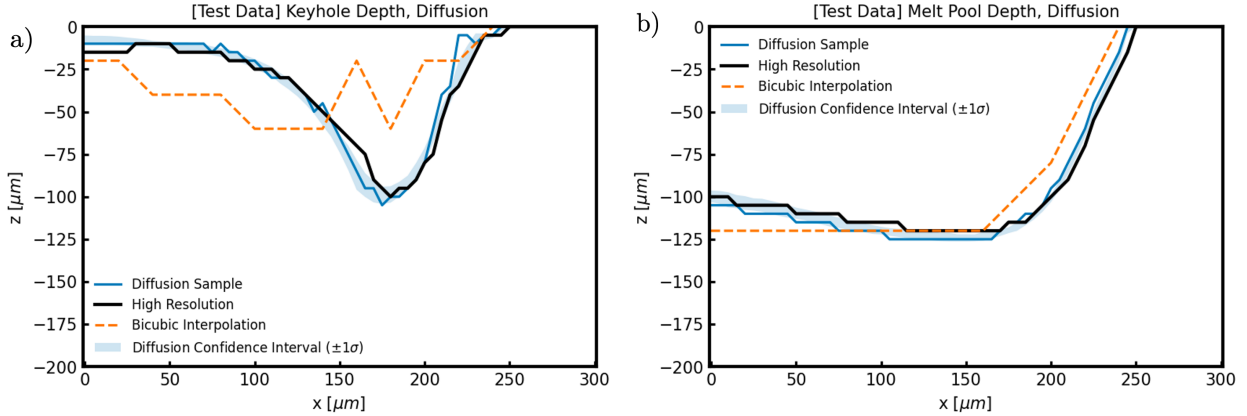 a)
[Test Data] Keyhole Depth, Diffusion
0
−25
−50
−75
−100
−125
−150
−175
−200
z [μm]
Diffusion Sample
High Resolution
Bicubic Interpolation
Diffusion Confidence Interval (±1σ)
0 50 100 150 200 250 300
x [μm]
b)
[Test Data] Melt Pool Depth, Diffusion
0
−25
−50
−75
−100
−125
−150
−175
−200
z [μm]
Diffusion Sample
High Resolution
Bicubic Interpolation
Diffusion Confidence Interval (±1σ)
0 50 100 150 200 250 300
x [μm]